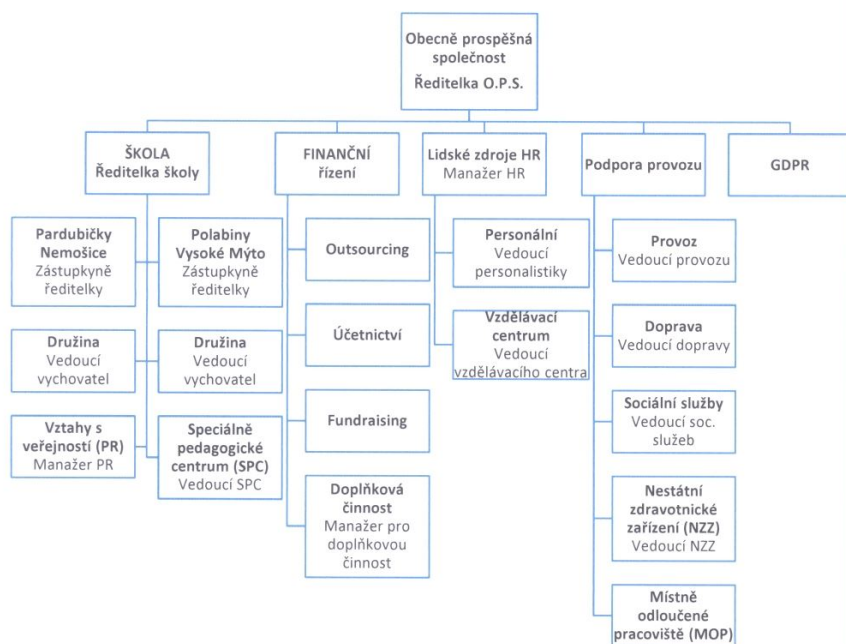 Obecně prospěšná
společnost
Ředitelka O.P.S.
ŠKOLA
Ředitelka školy
FINANČNÍ
řízení
Lidské zdroje HR
Manažer HR
Podpora provozu
GDPR
Pardubičky
Nemošice
Zástupkyně
ředitelky
Polabiny
Vysoké Mýto
Zástupkyně
ředitelky
Družina
Vedoucí
vychovatel
Družina
Vedoucí
vychovatel
Vztahy s
veřejností (PR)
Manažer PR
Speciálně
pedagogické
centrum (SPC)
Vedoucí SPC
Outsourcing
Účetnictví
Fundraising
Doplňková
činnost
Manažer pro
doplňkovou
činnost
Personální
Vedoucí
personalistiky
Vzdělávací
centrum
Vedoucí
vzdělávacího centra
Provoz
Vedoucí provozu
Doprava
Vedoucí dopravy
Sociální služby
Vedoucí soc.
služeb
Nestátní
zdravotnické
zařízení (NZZ)
Vedoucí NZZ
Místně
odloučené
pracoviště (MOP)